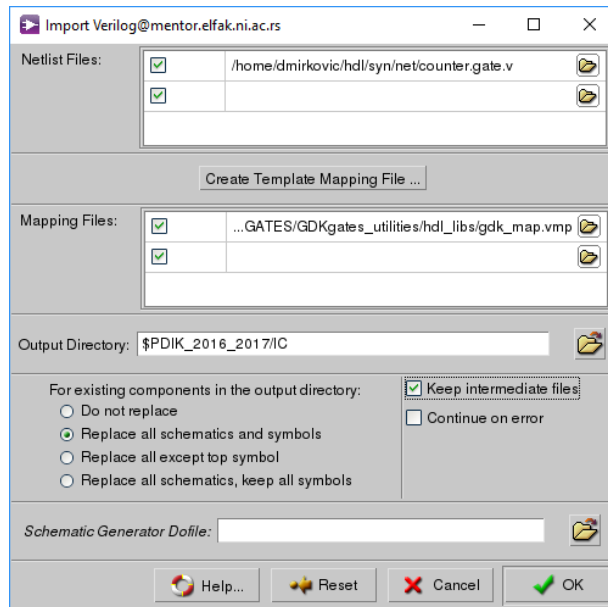 Import Verilog@mentor.elfak.ni.ac.rs
Netlist Files:
/home/dmirkovic/hdl/syn/net/counter.gate.v
Create Template Mapping File ...
Mapping Files:
...GATES/GDKgates_utilities/hdl_libs/gdk_map.vmp
Output Directory: $PDIK_2016_2017/IC
For existing components in the output directory:
Do not replace
Replace all schematics and symbols
Replace all except top symbol
Replace all schematics, keep all symbols
Keep intermediate files
Continue on error
Schematic Generator Dofile:
Help... Reset Cancel OK